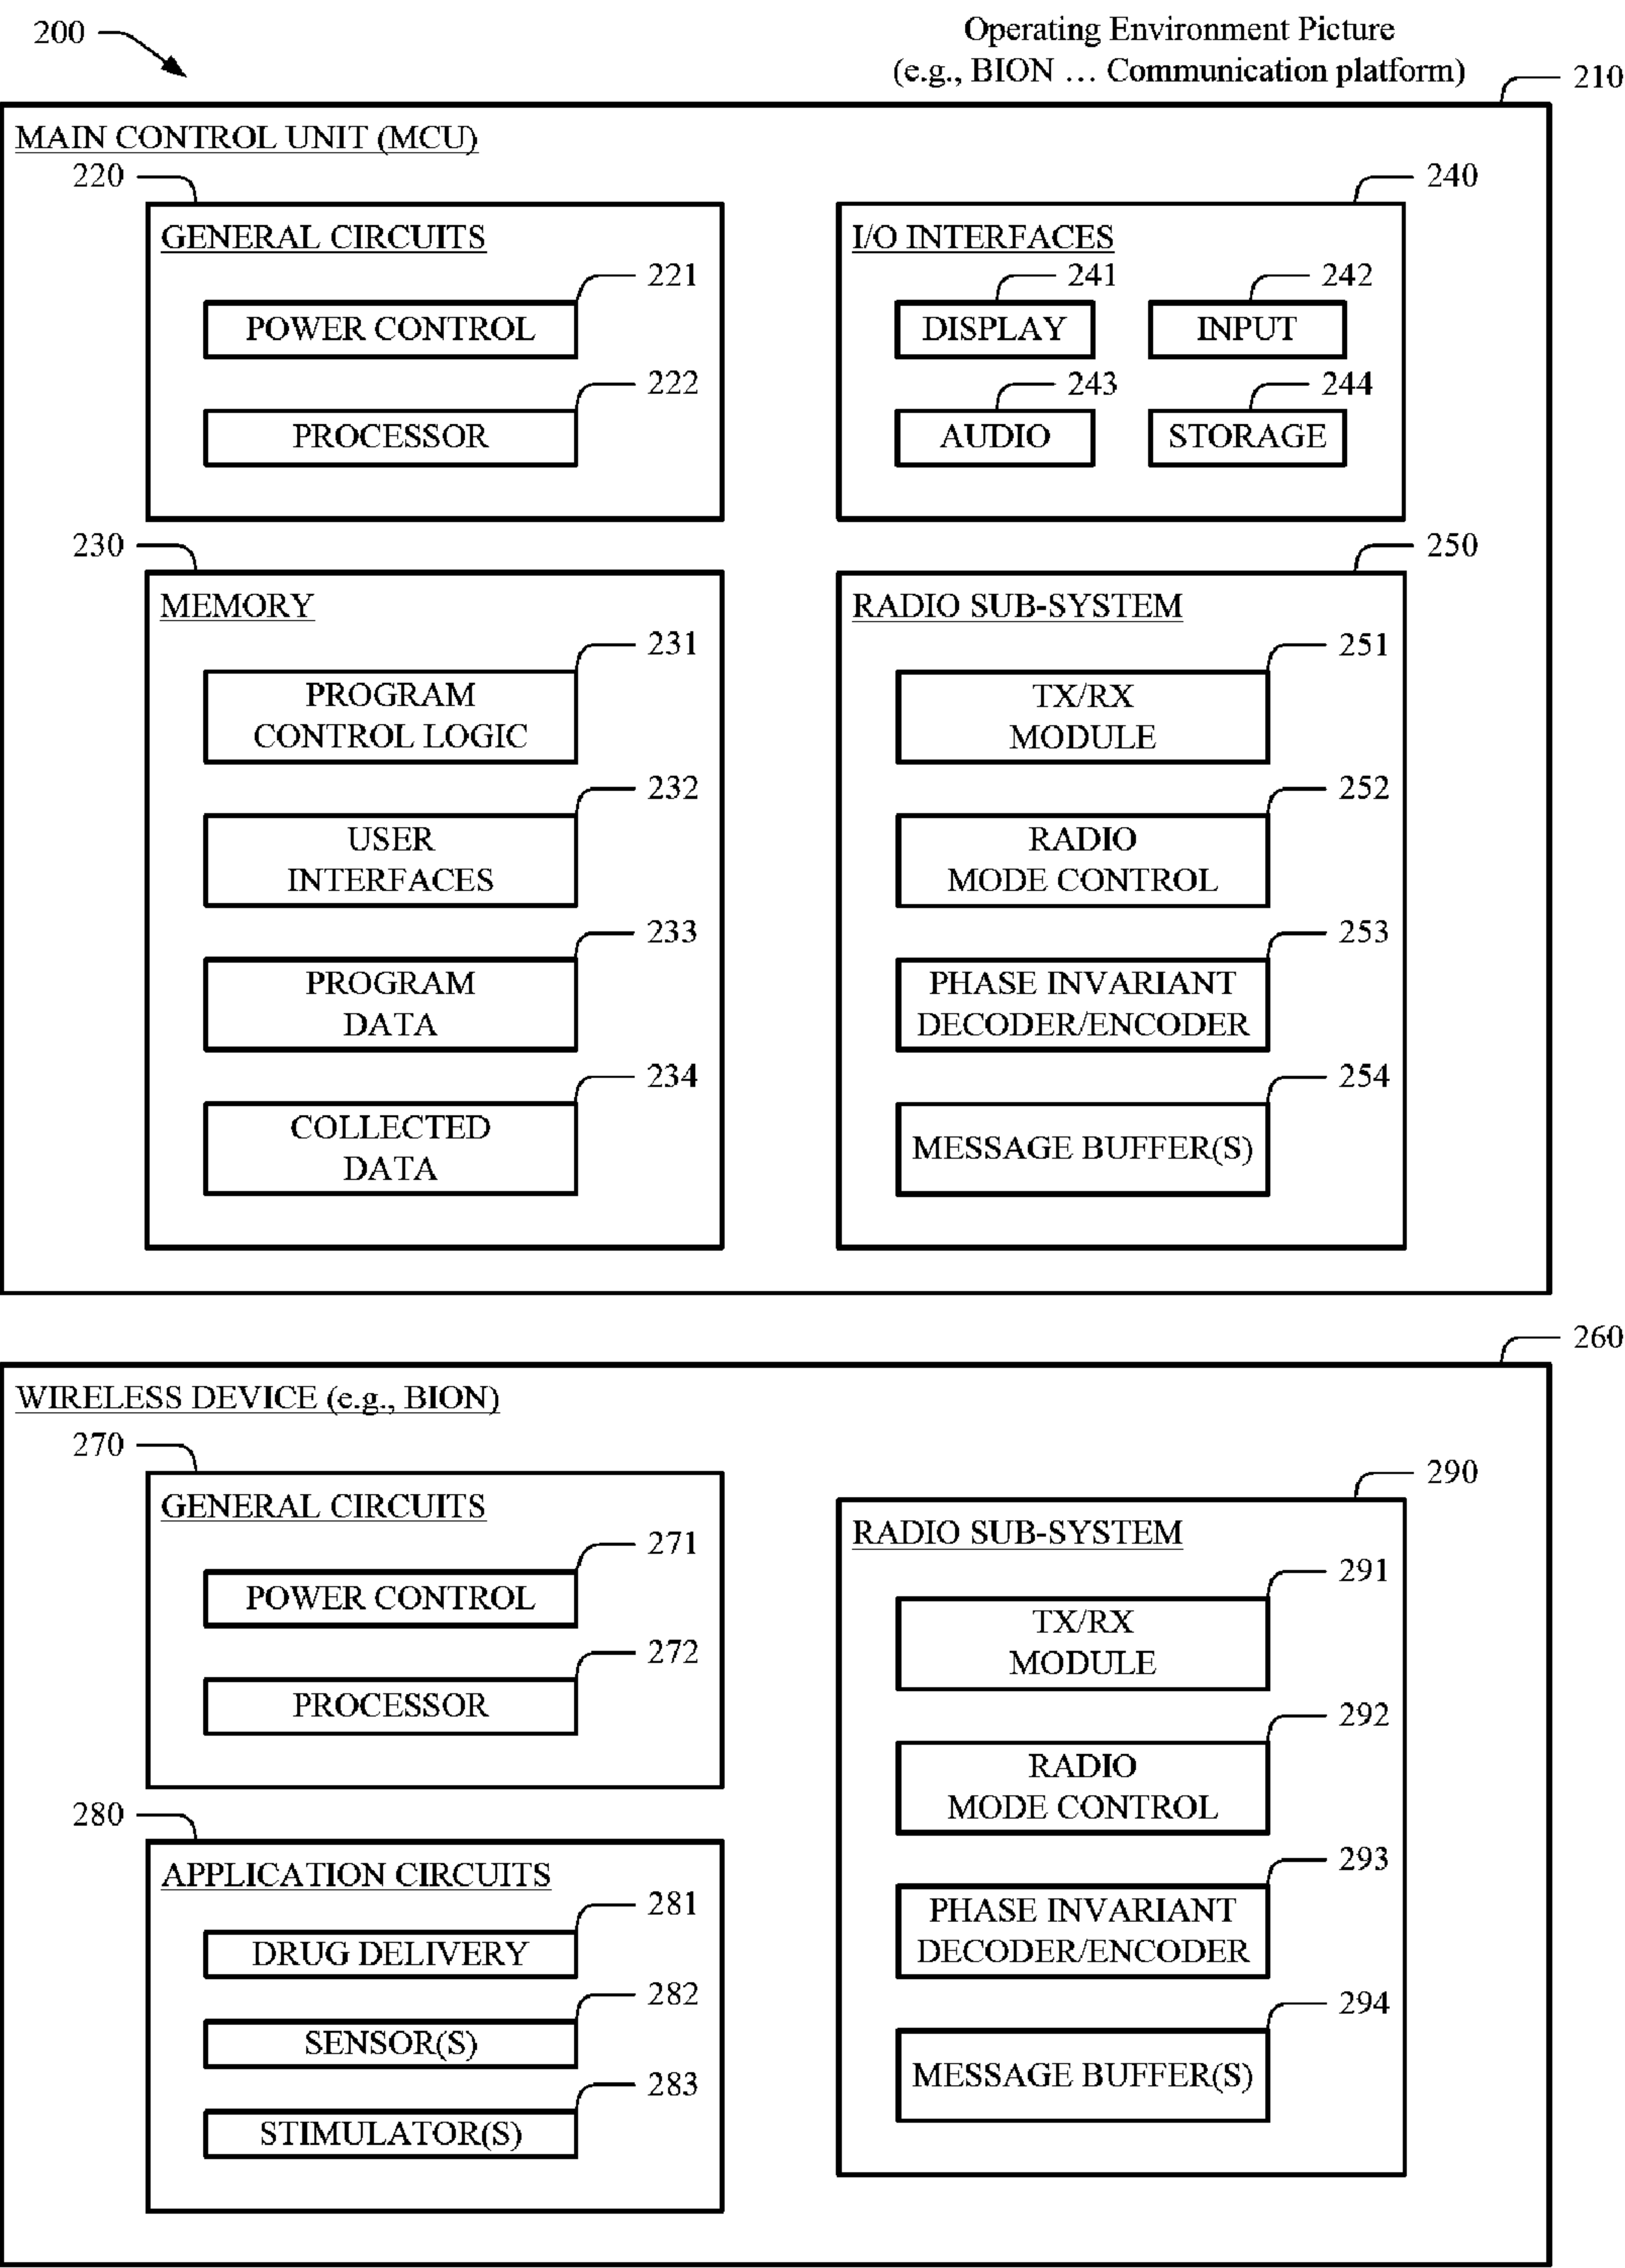 200
Operating Environment Picture
(e.g., BION … Communication platform)
210
MAIN CONTROL UNIT (MCU)
220
GENERAL CIRCUITS
221
POWER CONTROL
222
PROCESSOR
240
I/O INTERFACES
241
DISPLAY
242
INPUT
243
AUDIO
244
STORAGE
230
MEMORY
231
PROGRAM
CONTROL LOGIC
232
USER
INTERFACES
233
PROGRAM
DATA
234
COLLECTED
DATA
250
RADIO SUB-SYSTEM
251
TX/RX
MODULE
252
RADIO
MODE CONTROL
253
PHASE INVARIANT
DECODER/ENCODER
254
MESSAGE BUFFER(S)
260
WIRELESS DEVICE (e.g., BION)
270
GENERAL CIRCUITS
271
POWER CONTROL
272
PROCESSOR
280
APPLICATION CIRCUITS
281
DRUG DELIVERY
282
SENSOR(S)
283
STIMULATOR(S)
290
RADIO SUB-SYSTEM
291
TX/RX
MODULE
292
RADIO
MODE CONTROL
293
PHASE INVARIANT
DECODER/ENCODER
294
MESSAGE BUFFER(S)